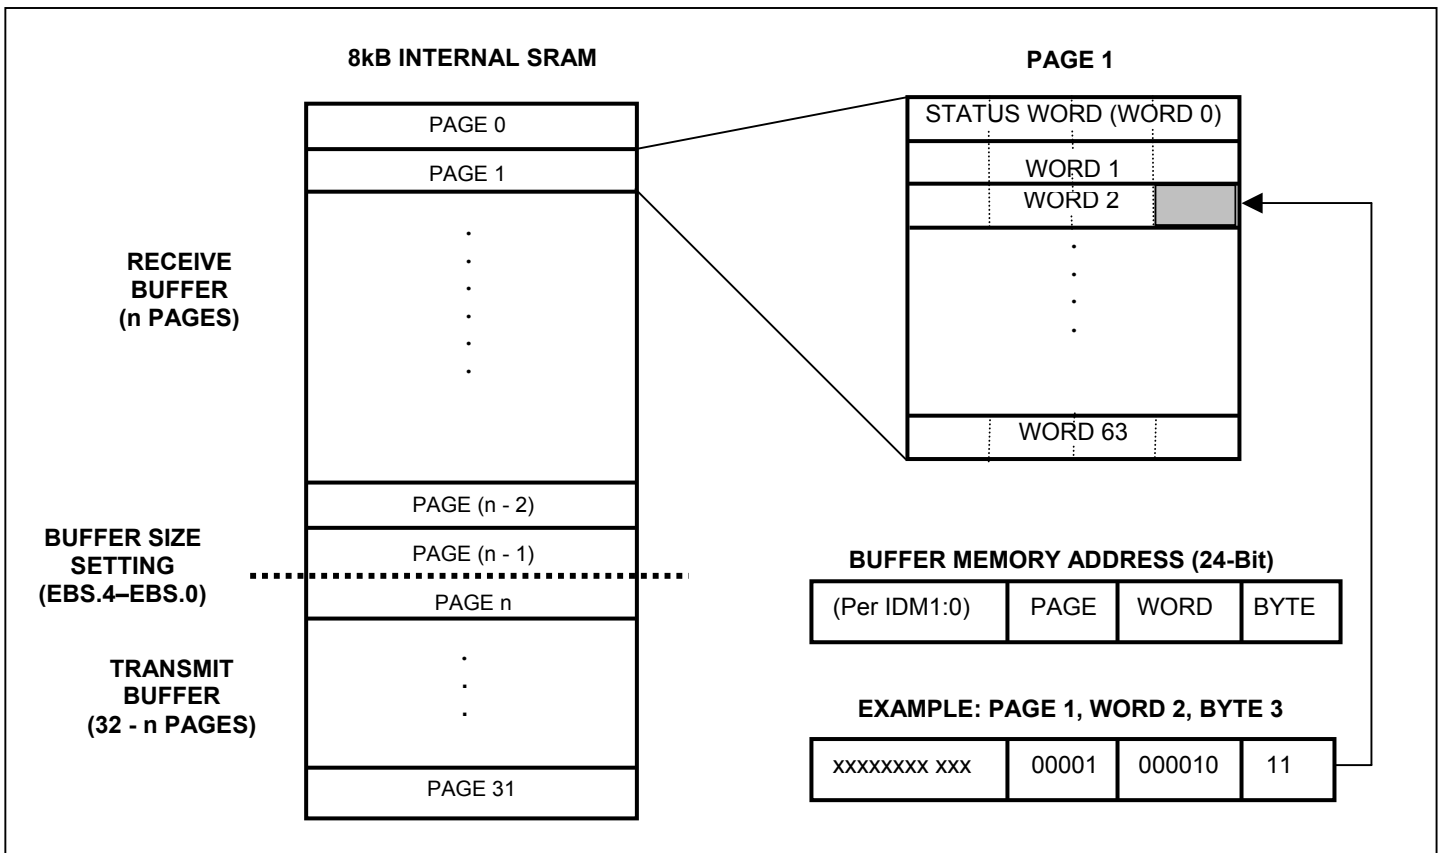 8kB INTERNAL SRAM
PAGE 0
PAGE 1
RECEIVE
BUFFER
(n PAGES)
PAGE (n - 2)
BUFFER SIZE
SETTING
(EBS.4–EBS.0)
PAGE (n - 1)
PAGE n
TRANSMIT
BUFFER
(32 - n PAGES)
PAGE 31
PAGE 1
STATUS WORD (WORD 0)
WORD 1
WORD 2
WORD 63
BUFFER MEMORY ADDRESS (24-Bit)
(Per IDM1:0) PAGE WORD BYTE
EXAMPLE: PAGE 1, WORD 2, BYTE 3
xxxxxxxx xxx 00001 000010 11